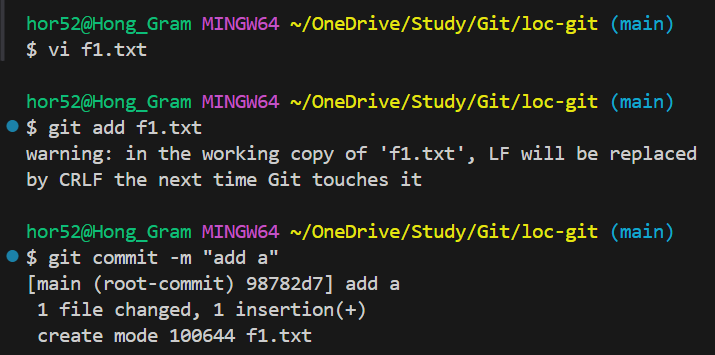 hor52@Hong_Gram MINGW64 ~/OneDrive/Study/Git/loc-git (main)
$ vi f1.txt
hor52@Hong_Gram MINGW64 ~/OneDrive/Study/Git/loc-git (main)
$ git add f1.txt
warning: in the working copy of 'f1.txt', LF will be replaced
by CRLF the next time Git touches it
hor52@Hong_Gram MINGW64 ~/OneDrive/Study/Git/loc-git (main)
$ git commit -m "add a"
[main (root-commit) 98782d7] add a
 1 file changed, 1 insertion(+)
 create mode 100644 f1.txt